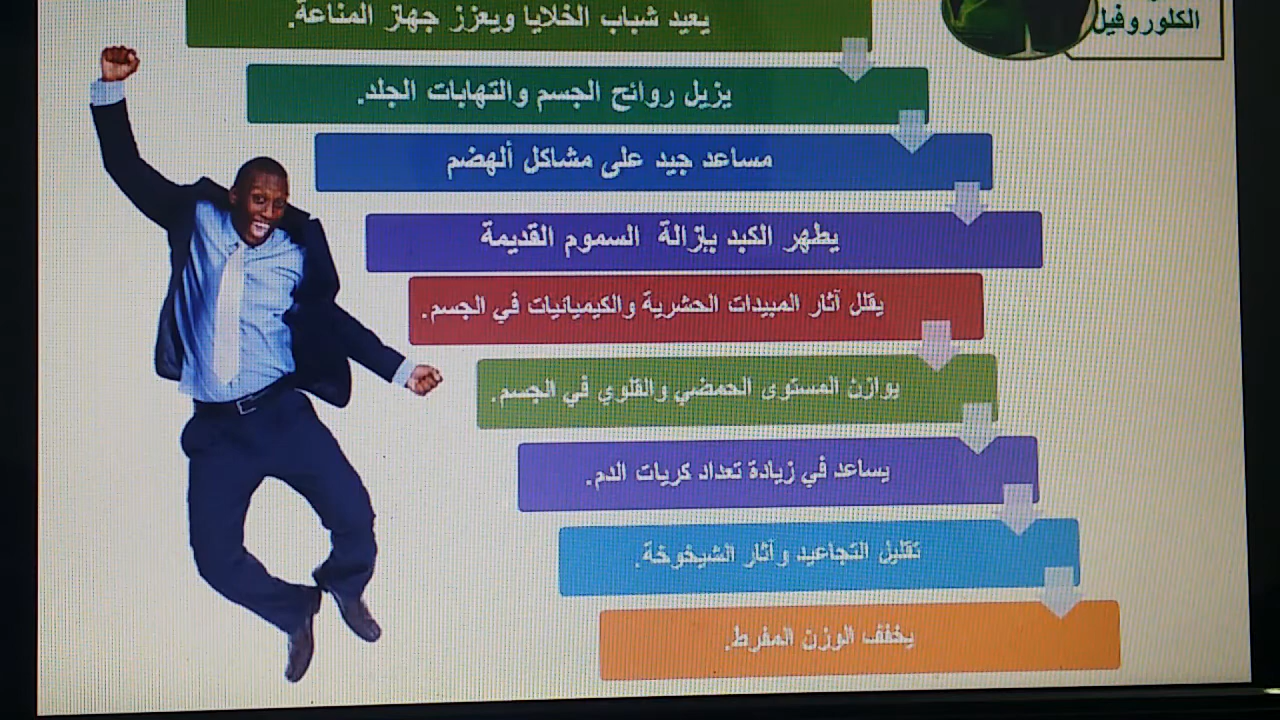 الكلوروفيل
يعيد شباب الخلايا ويعزز جهاز المناعة.
يزيل روائح الجسم والتهابات الجلد.
مساعد جيد على مشاكل ألهضم
يطهر الكبد بإزالة السموم القديمة
يقلل آثار المبيدات الحشرية والكيميائيات في الجسم.
يوازن المستوى الحمضي والقلوي في الجسم.
يساعد في زيادة تعداد كريات الدم.
تقليل التجاعيد وآثار الشيخوخة.
يخفف الوزن المفرط.